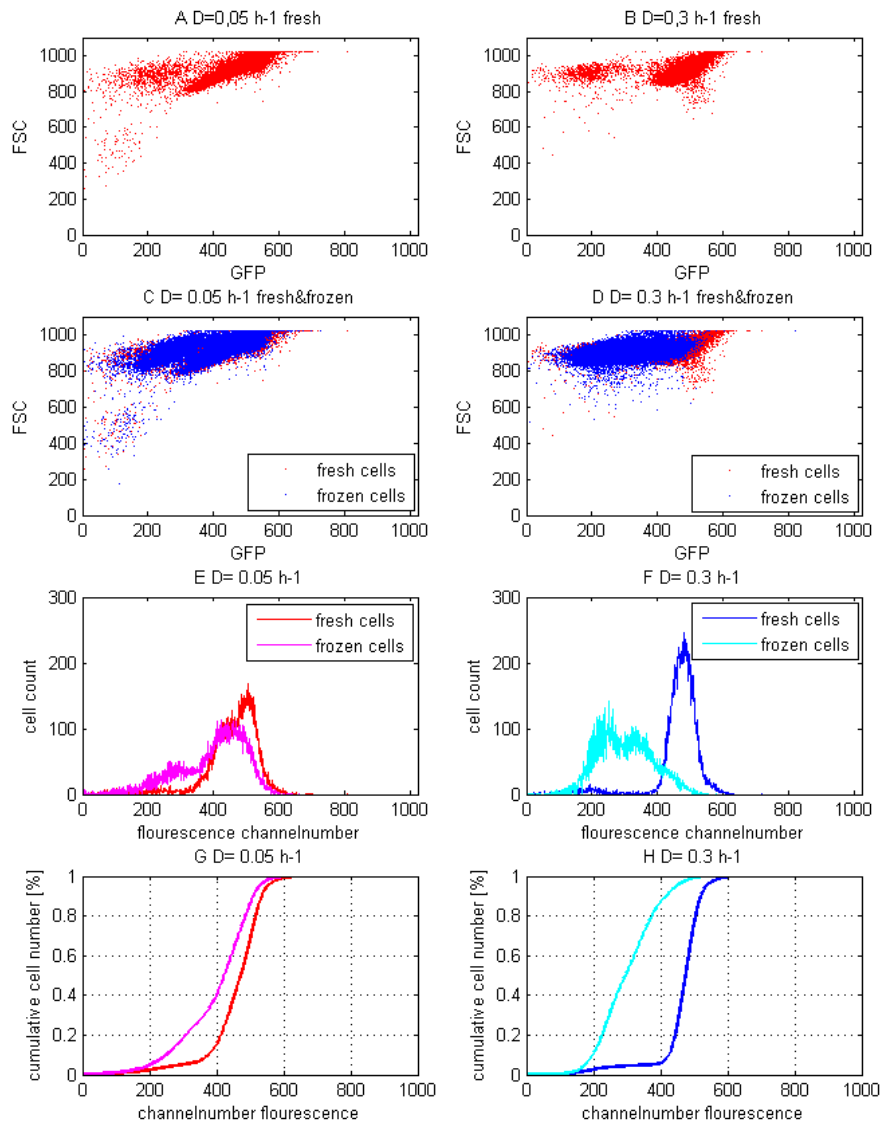 A D=0,05 h-1 fresh
1000
800
600
400
200
0
FSC
0 200 400 600 800 1000
GFP
B D=0,3 h-1 fresh
1000
800
600
400
200
0
FSC
0 200 400 600 800 1000
GFP
C D= 0.05 h-1 fresh&frozen
1000
800
600
400
200
0
FSC
fresh cells
frozen cells
0 200 400 600 800 1000
GFP
D D= 0.3 h-1 fresh&frozen
1000
800
600
400
200
0
FSC
fresh cells
frozen cells
0 200 400 600 800 1000
GFP
E D= 0.05 h-1
300
200
100
0
cell count
fresh cells
frozen cells
0 200 400 600 800 1000
flourescence channelnumber
F D= 0.3 h-1
300
200
100
0
cell count
fresh cells
frozen cells
0 200 400 600 800 1000
flourescence channelnumber
G D= 0.05 h-1
1
0.8
0.6
0.4
0.2
0
cumulative cell number [%]
0 200 400 600 800 1000
channelnumber flourescence
H D= 0.3 h-1
1
0.8
0.6
0.4
0.2
0
cumulative cell number [%]
0 200 400 600 800 1000
channelnumber flourescence